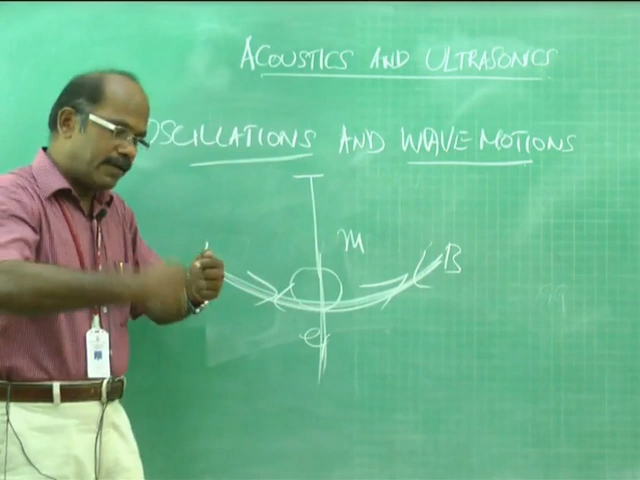 ACOUSTICS AND ULTRASONICS
OSCILLATIONS AND WAVE MOTIONS
m
B
e